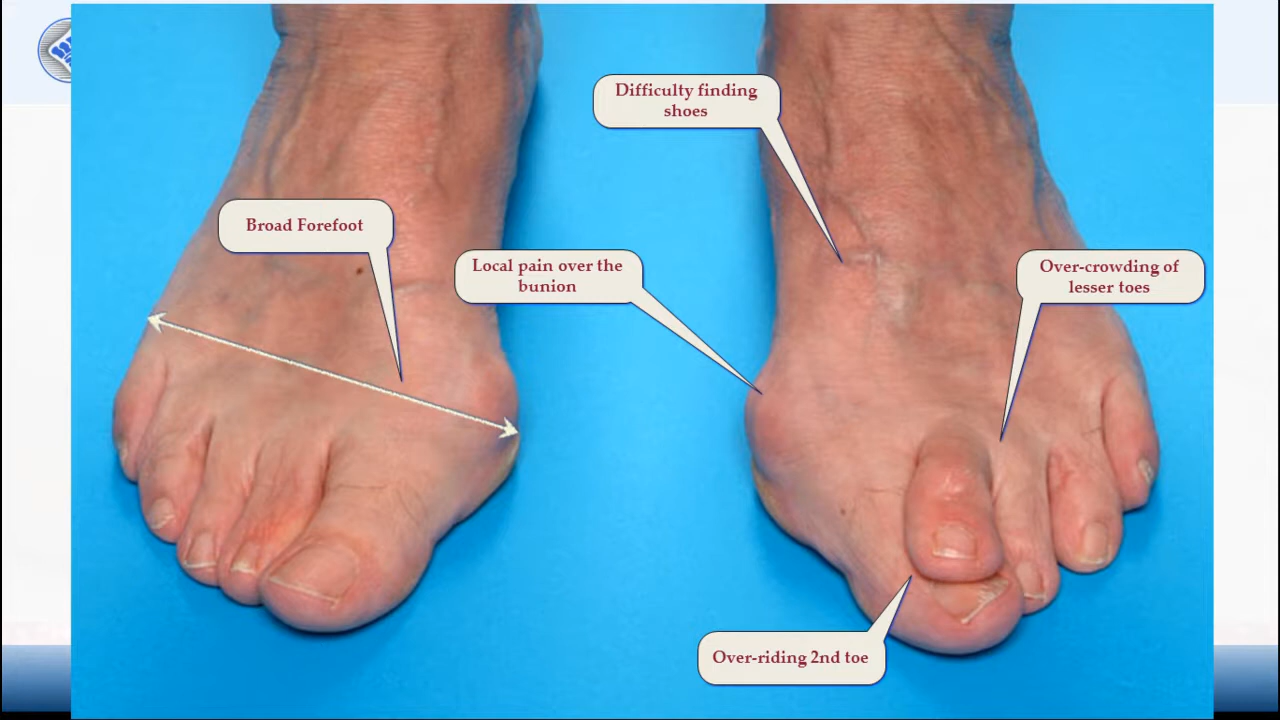 Difficulty finding
shoes
Broad Forefoot
Local pain over the
bunion
Over-crowding of
lesser toes
Over-riding 2nd toe